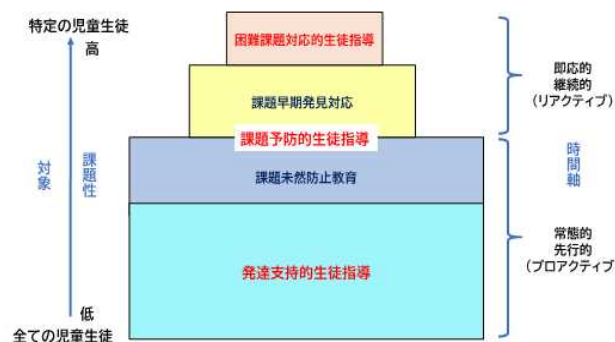 特定の児童生徒
高
困難課題対応的生徒指導
課題早期発見対応
課題予防的生徒指導
課題未然防止教育
発達支持的生徒指導
対象
課題性
低
全ての児童生徒
即応的
継続的
(リアクティブ)
時間軸
常態的
先行的
(プロアクティブ)